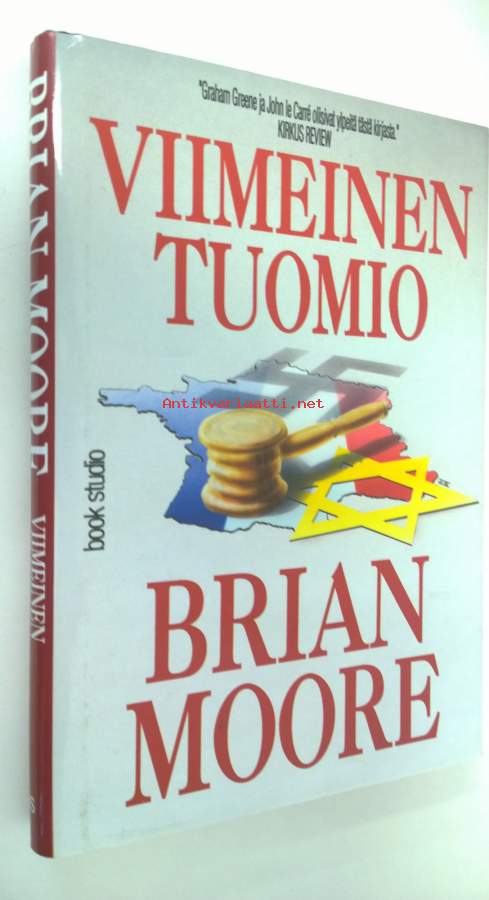 "Graham Greene ja John le Carré olisivat ylpeitä tästä kirjasta."
KIRKUS REVIEW
VIIMEINEN
TUOMIO
Antikvariaatti.net
book studio
BRIAN
MOORE
BRIAN MOORE VIIMEINEN